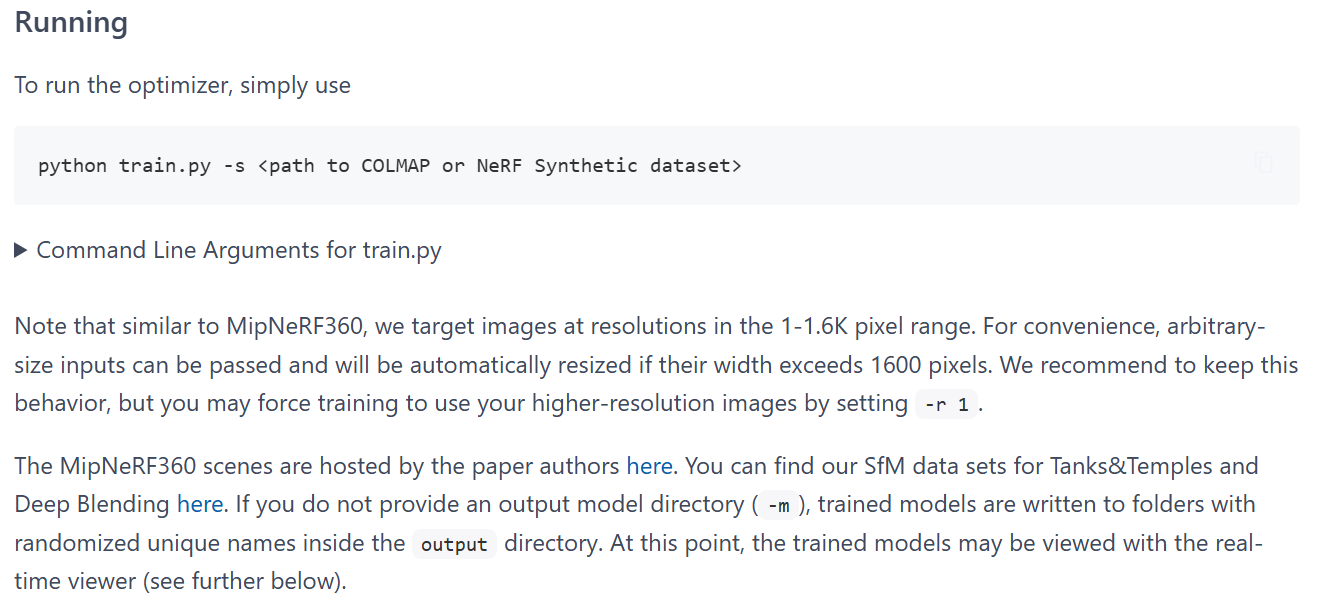 Running
To run the optimizer, simply use
python train.py -s <path to COLMAP or NeRF Synthetic dataset>
Command Line Arguments for train.py
Note that similar to MipNeRF360, we target images at resolutions in the 1-1.6K pixel range. For convenience, arbitrary-
size inputs can be passed and will be automatically resized if their width exceeds 1600 pixels. We recommend to keep this
behavior, but you may force training to use your higher-resolution images by setting -r 1.
The MipNeRF360 scenes are hosted by the paper authors here. You can find our SfM data sets for Tanks&Temples and
Deep Blending here. If you do not provide an output model directory (-m), trained models are written to folders with
randomized unique names inside the output directory. At this point, the trained models may be viewed with the real-
time viewer (see further below).